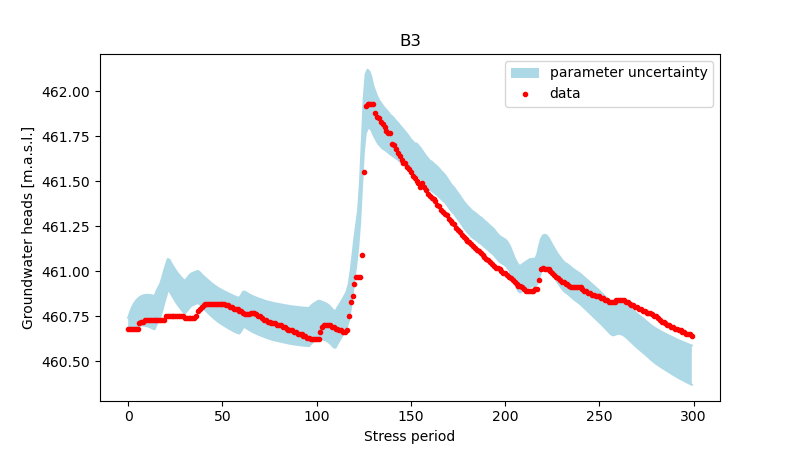 B3
parameter uncertainty
data
Groundwater heads [m.a.s.l.]
462.00
461.75
461.50
461.25
461.00
460.75
460.50
0 50 100 150 200 250 300
Stress period